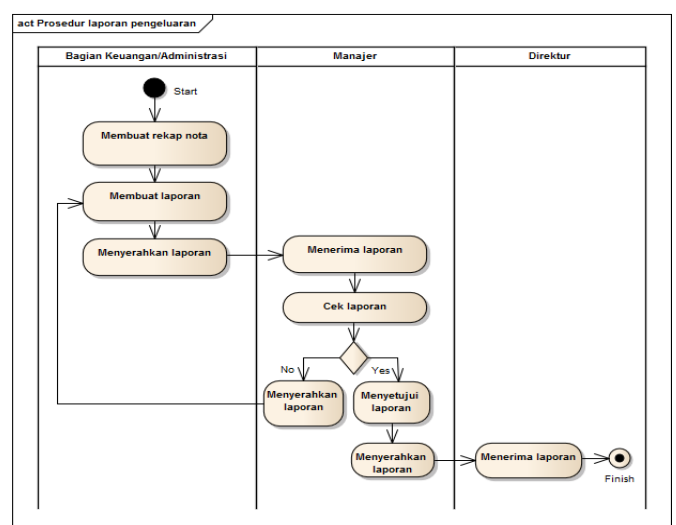 act Prosedur laporan pengeluaran
Bagian Keuangan/Administrasi
Manajer
Direktur
Start
Membuat rekap nota
Membuat laporan
Menyerahkan laporan
Menerima laporan
Cek laporan
No
Yes
Menyerahkan
laporan
Menyetujui
laporan
Menyerahkan
laporan
Menerima laporan
Finish